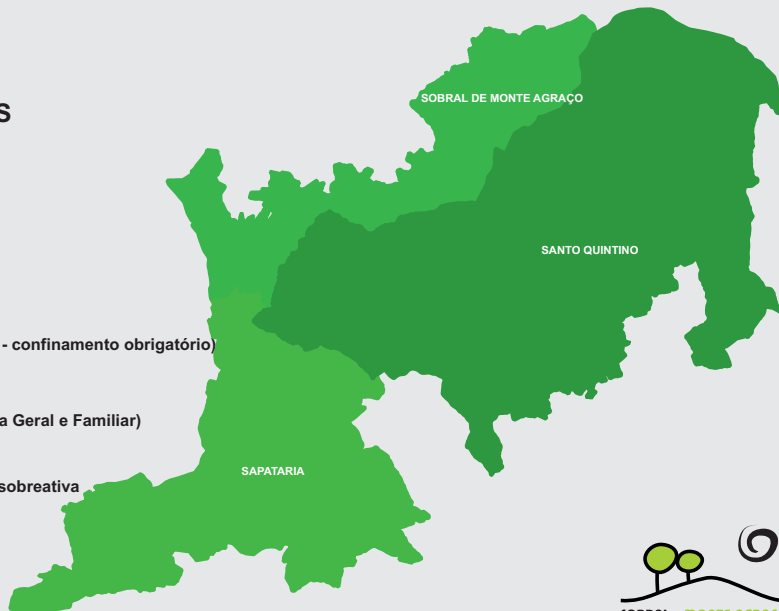 S
SOBRAL DE MONTE AGRAÇO
SANTO QUINTINO
- confinamento obrigatório)
a Geral e Familiar)
SAPATARIA
sobreativa